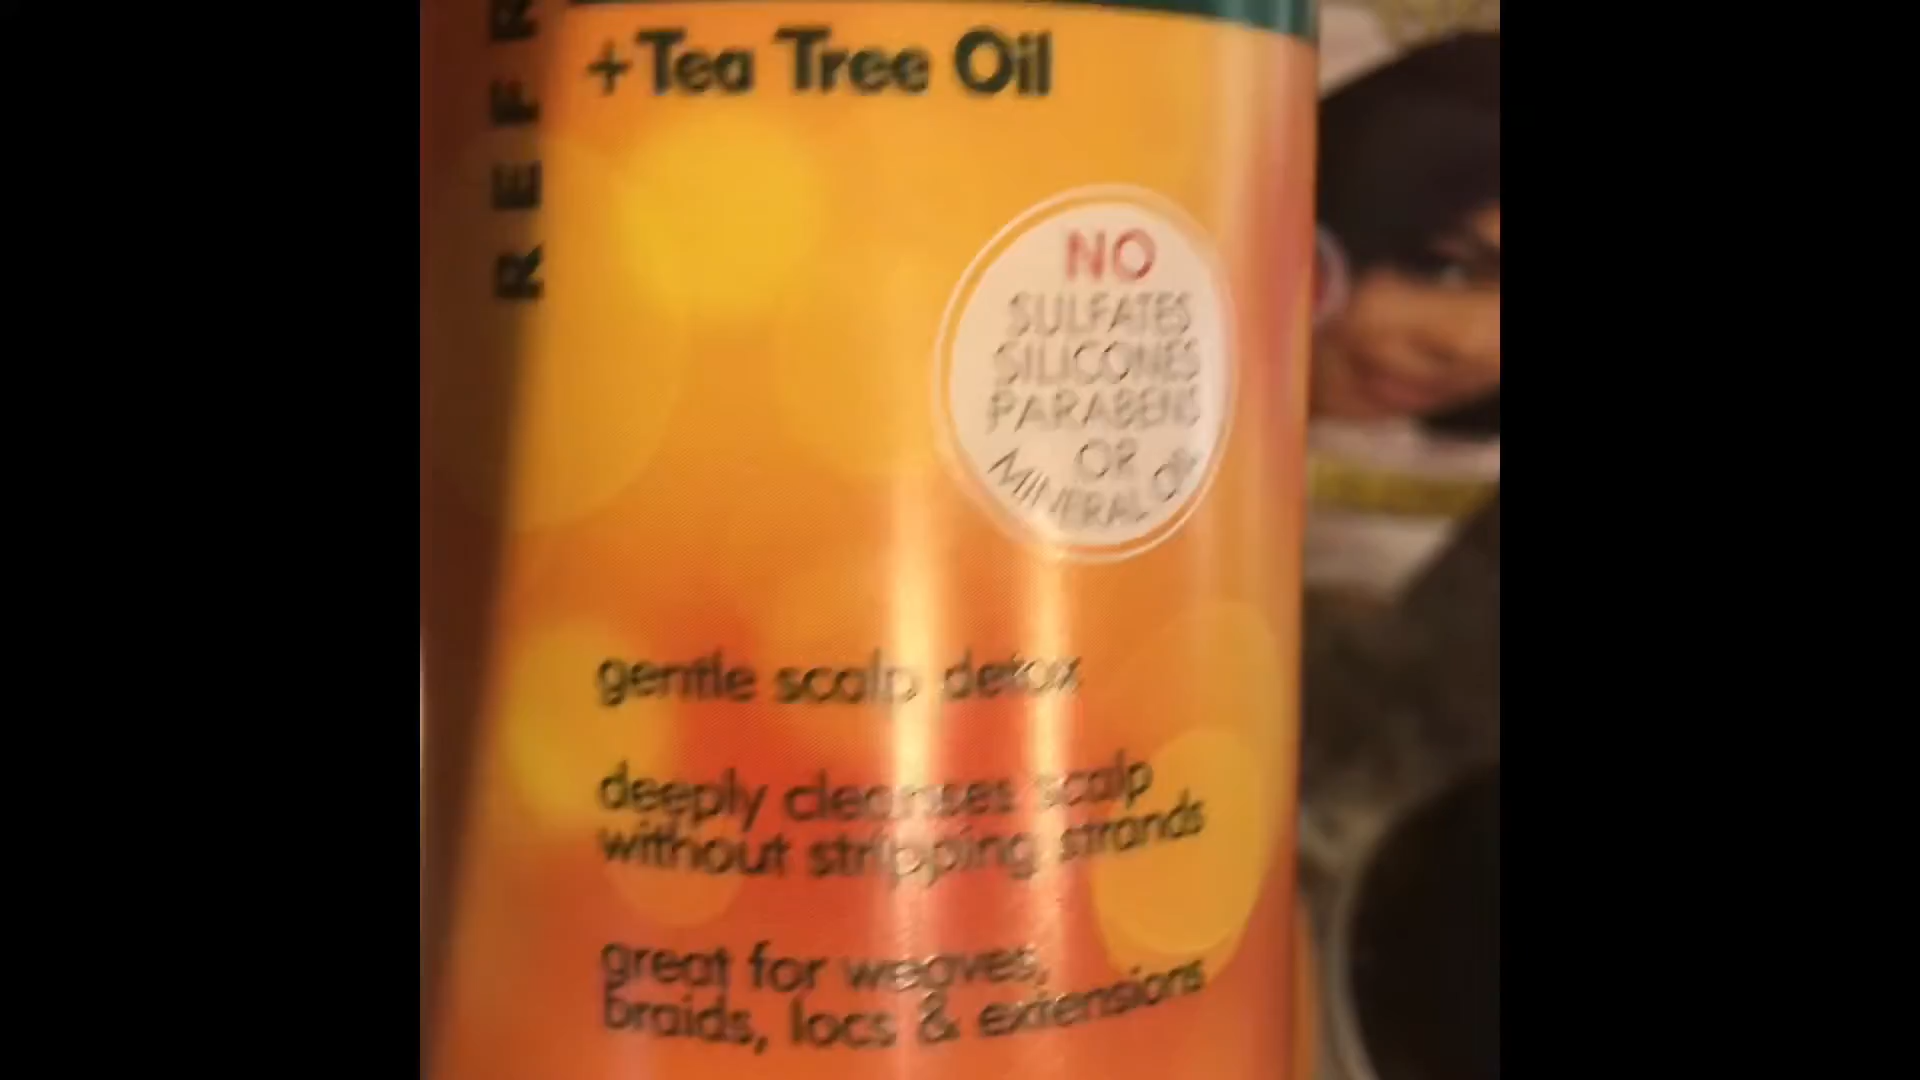 +Tea Tree Oil
REFR
NO
SULFATES
SILICONES
PARABENS
OR
MINERAL OIL
gentle scalp detox
deeply cleanses scalp
without stripping strands
great for weaves,
braids, locs & extensions